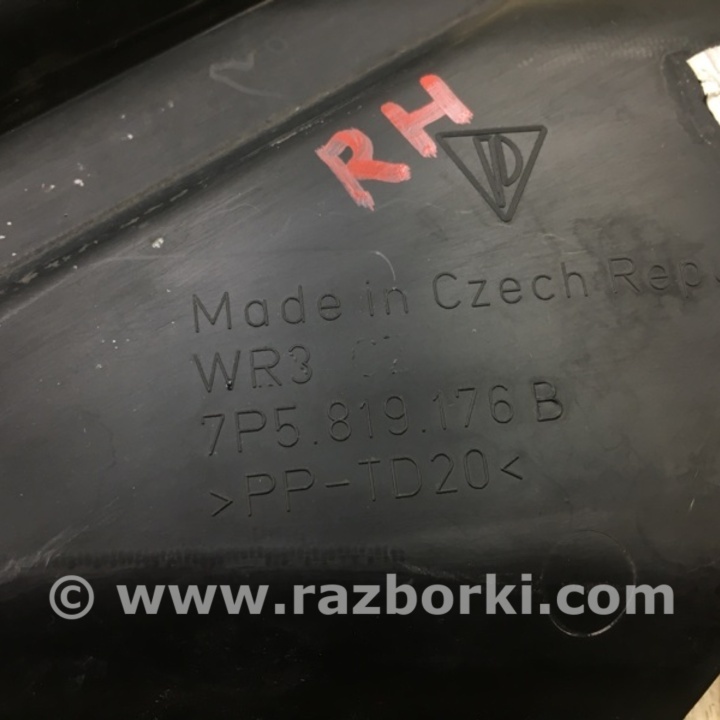 RH
Made in Czech Rep
WR3
7P5.819.176 B
>PP-TD20<
© www.razborki.com